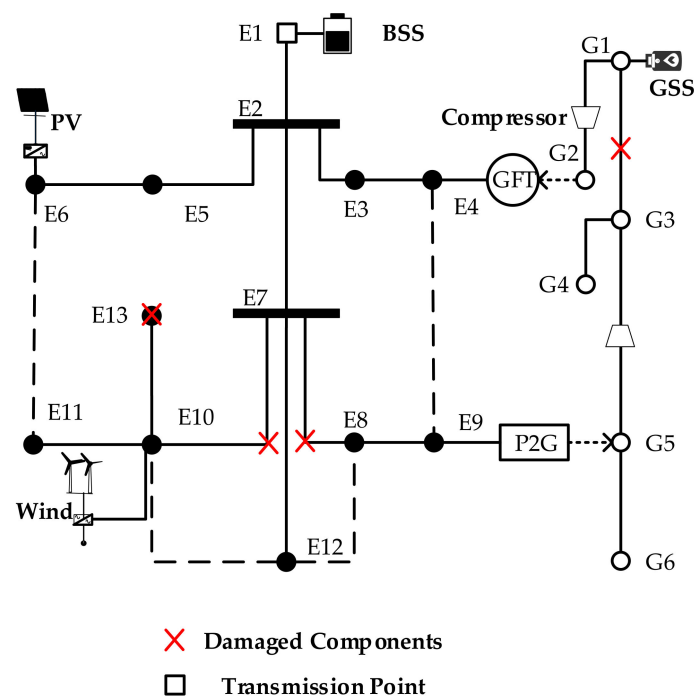 E1
BSS
G1
GSS
E2
Compressor
PV
G2
GFT
E6
E5
E3
E4
G3
G4
E7
E13
E11
E10
E8
E9
P2G
G5
Wind
E12
G6
Damaged Components
Transmission Point